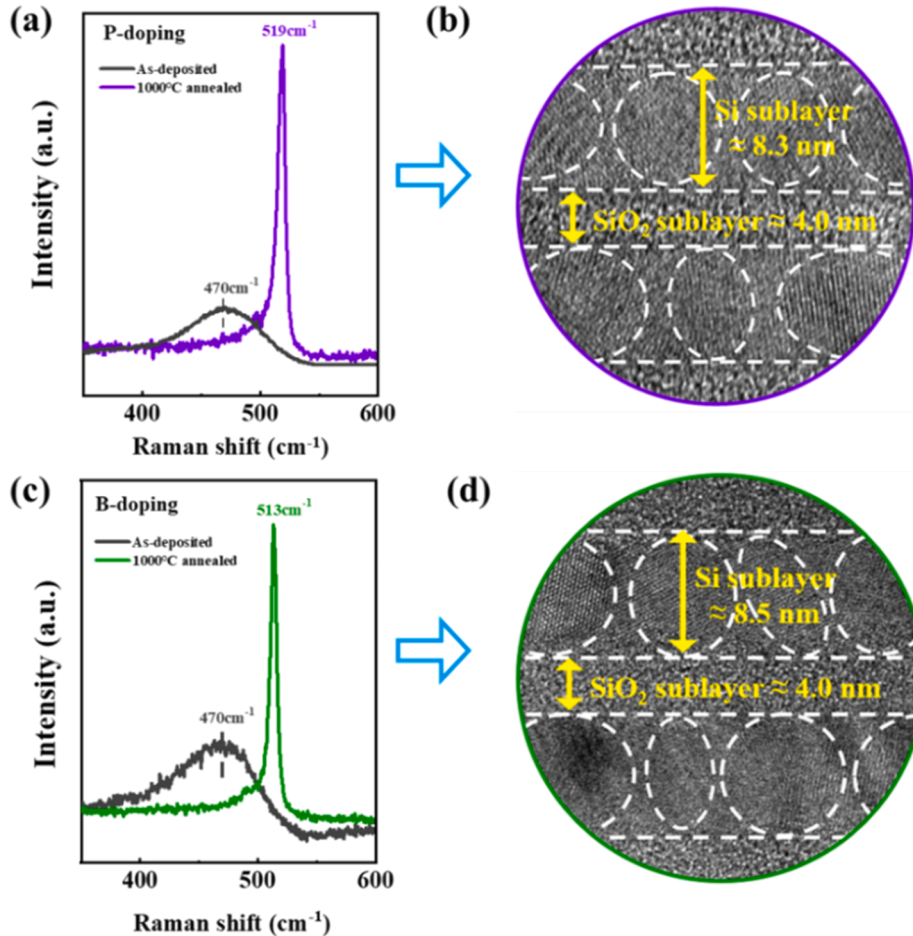 (a)
P-doping
As-deposited
1000°C annealed
519cm⁻¹
470cm⁻¹
Intensity (a.u.)
400
500
600
Raman shift (cm⁻¹)
(b)
Si sublayer
≈ 8.3 nm
SiO₂ sublayer ≈ 4.0 nm
(c)
B-doping
As-deposited
1000°C annealed
513cm⁻¹
470cm⁻¹
Intensity (a.u.)
400
500
600
Raman shift (cm⁻¹)
(d)
Si sublayer
≈ 8.5 nm
SiO₂ sublayer ≈ 4.0 nm